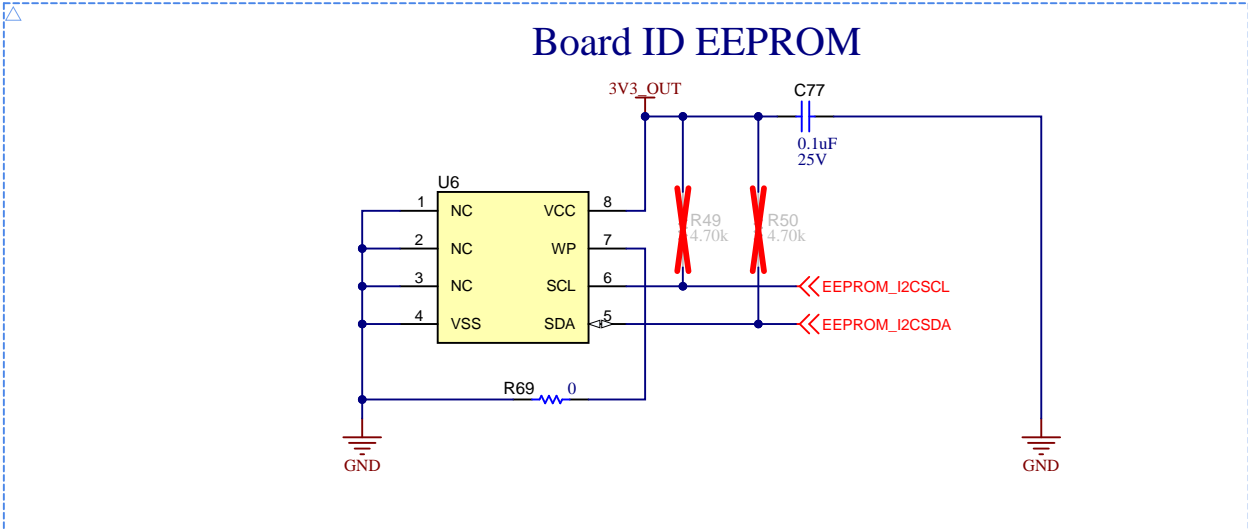 Board ID EEPROM
3V3_OUT
C77
0.1uF
25V
U6
1 NC VCC 8
2 NC WP 7
3 NC SCL 6
4 VSS SDA 5
R49
4.70k
R50
4.70k
EEPROM_I2CSCL
EEPROM_I2CSDA
R69 0
GND
GND